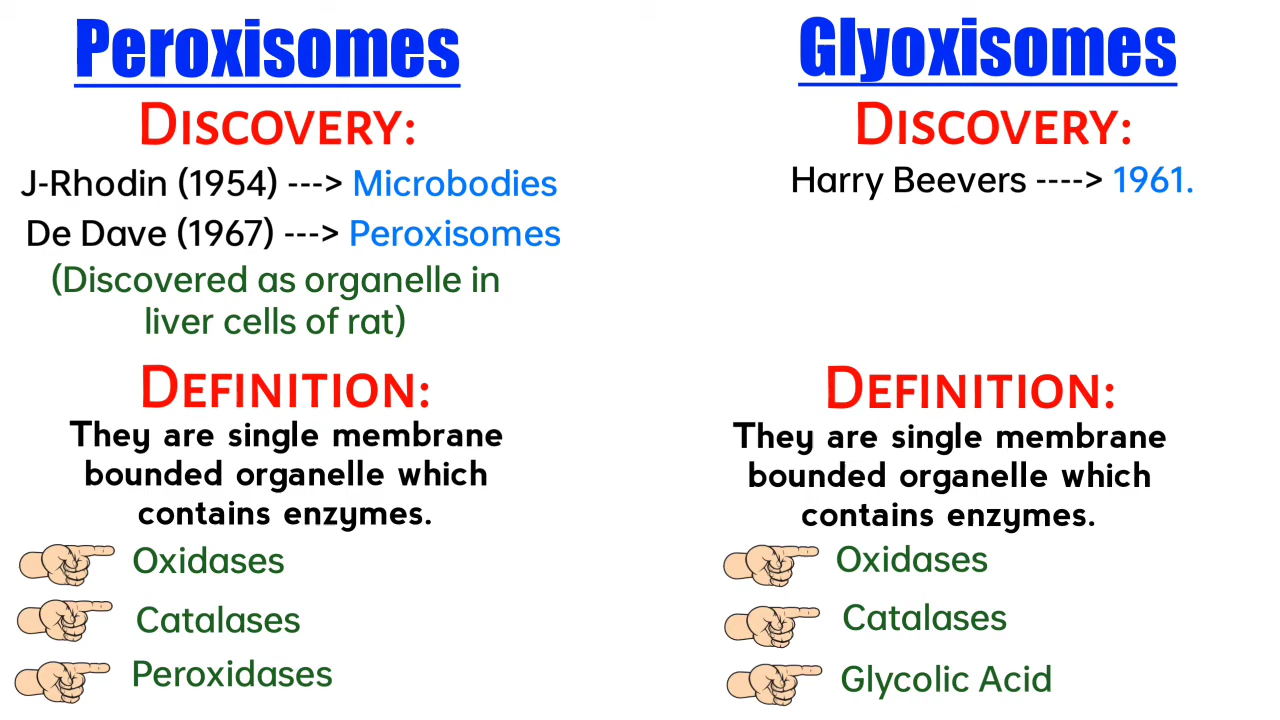 Peroxisomes
DISCOVERY:
J-Rhodin (1954) ---> Microbodies
De Dave (1967) ---> Peroxisomes
(Discovered as organelle in
liver cells of rat)
DEFINITION:
They are single membrane
bounded organelle which
contains enzymes.
Oxidases
Catalases
Peroxidases
Glyoxisomes
DISCOVERY:
Harry Beevers ----> 1961.
DEFINITION:
They are single membrane
bounded organelle which
contains enzymes.
Oxidases
Catalases
Glycolic Acid